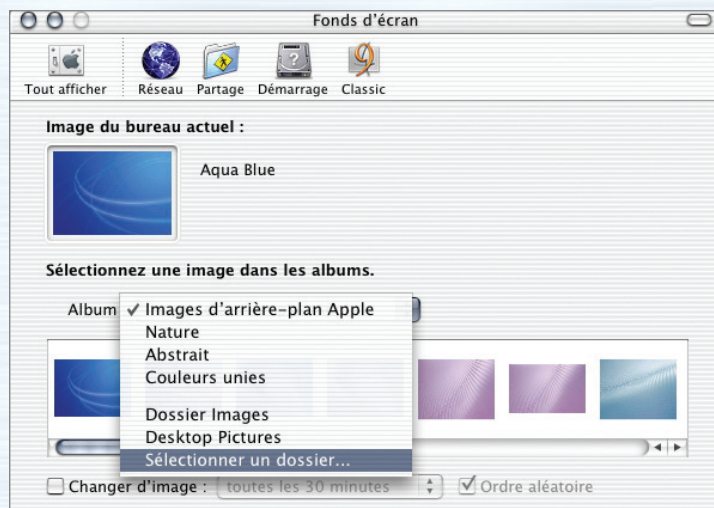 Fonds d'écran
Tout afficher Réseau Partage Démarrage Classic
Image du bureau actuel :
Aqua Blue
Sélectionnez une image dans les albums.
Album
✓ Images d'arrière-plan Apple
Nature
Abstrait
Couleurs unies
Dossier Images
Desktop Pictures
Sélectionner un dossier...
Changer d'image : toutes les 30 minutes Ordre aléatoire